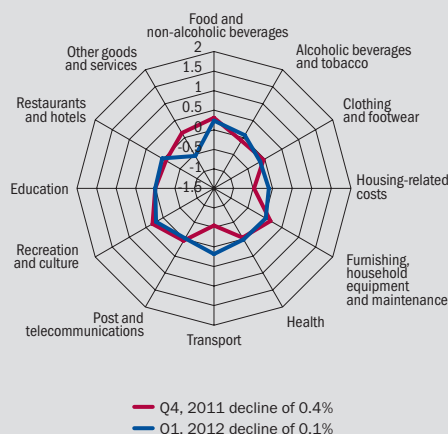 Food and
non-alcoholic beverages
Other goods
and services
Alcoholic beverages
and tobacco
2
1.5
1
0.5
0
-0.5
-1
-1.5
Restaurants
and hotels
Clothing
and footwear
Education
Housing-related
costs
Recreation
and culture
Furnishing,
household
equipment
and maintenance
Post and
telecommunications
Health
Transport
Q4, 2011 decline of 0.4%
Q1, 2012 decline of 0.1%